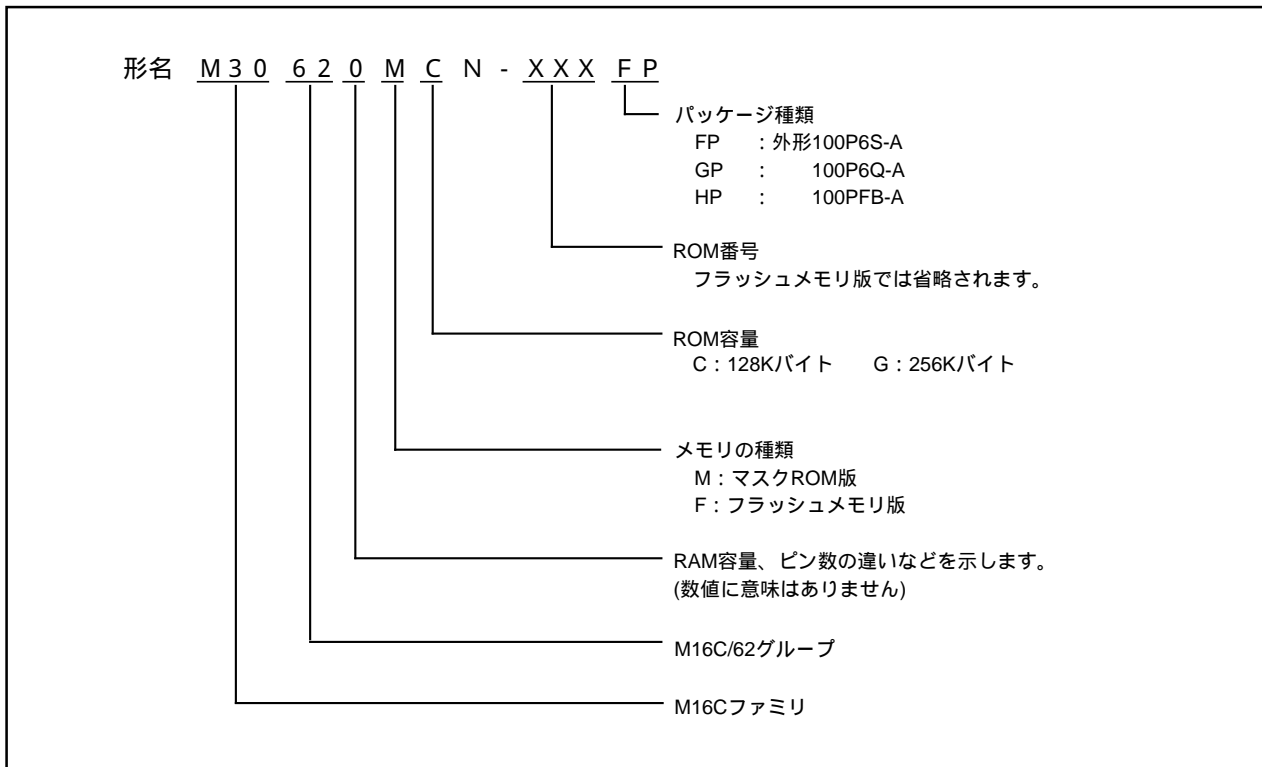 形名 M30 62 0 M C N - XXX FP
パッケージ種類
FP : 外形100P6S-A
GP : 100P6Q-A
HP : 100PFB-A
ROM番号
フラッシュメモリ版では省略されます。
ROM容量
C : 128Kバイト G : 256Kバイト
メモリの種類
M : マスクROM版
F : フラッシュメモリ版
RAM容量、ピン数の違いなどを示します。
(数値に意味はありません)
M16C/62グループ
M16Cファミリ